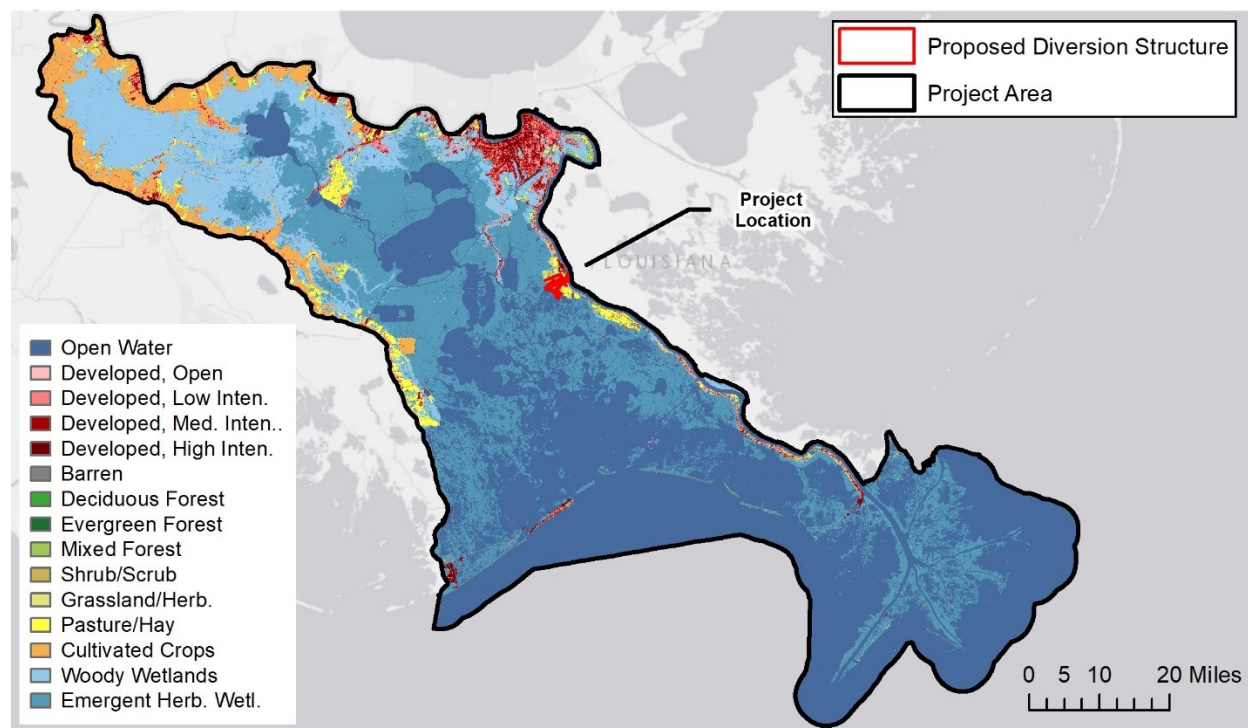 Proposed Diversion Structure
Project Area
Project
Location
LOUISIANA
Open Water
Developed, Open
Developed, Low Inten.
Developed, Med. Inten..
Developed, High Inten.
Barren
Deciduous Forest
Evergreen Forest
Mixed Forest
Shrub/Scrub
Grassland/Herb.
Pasture/Hay
Cultivated Crops
Woody Wetlands
Emergent Herb. Wetl.
0 5 10 20 Miles